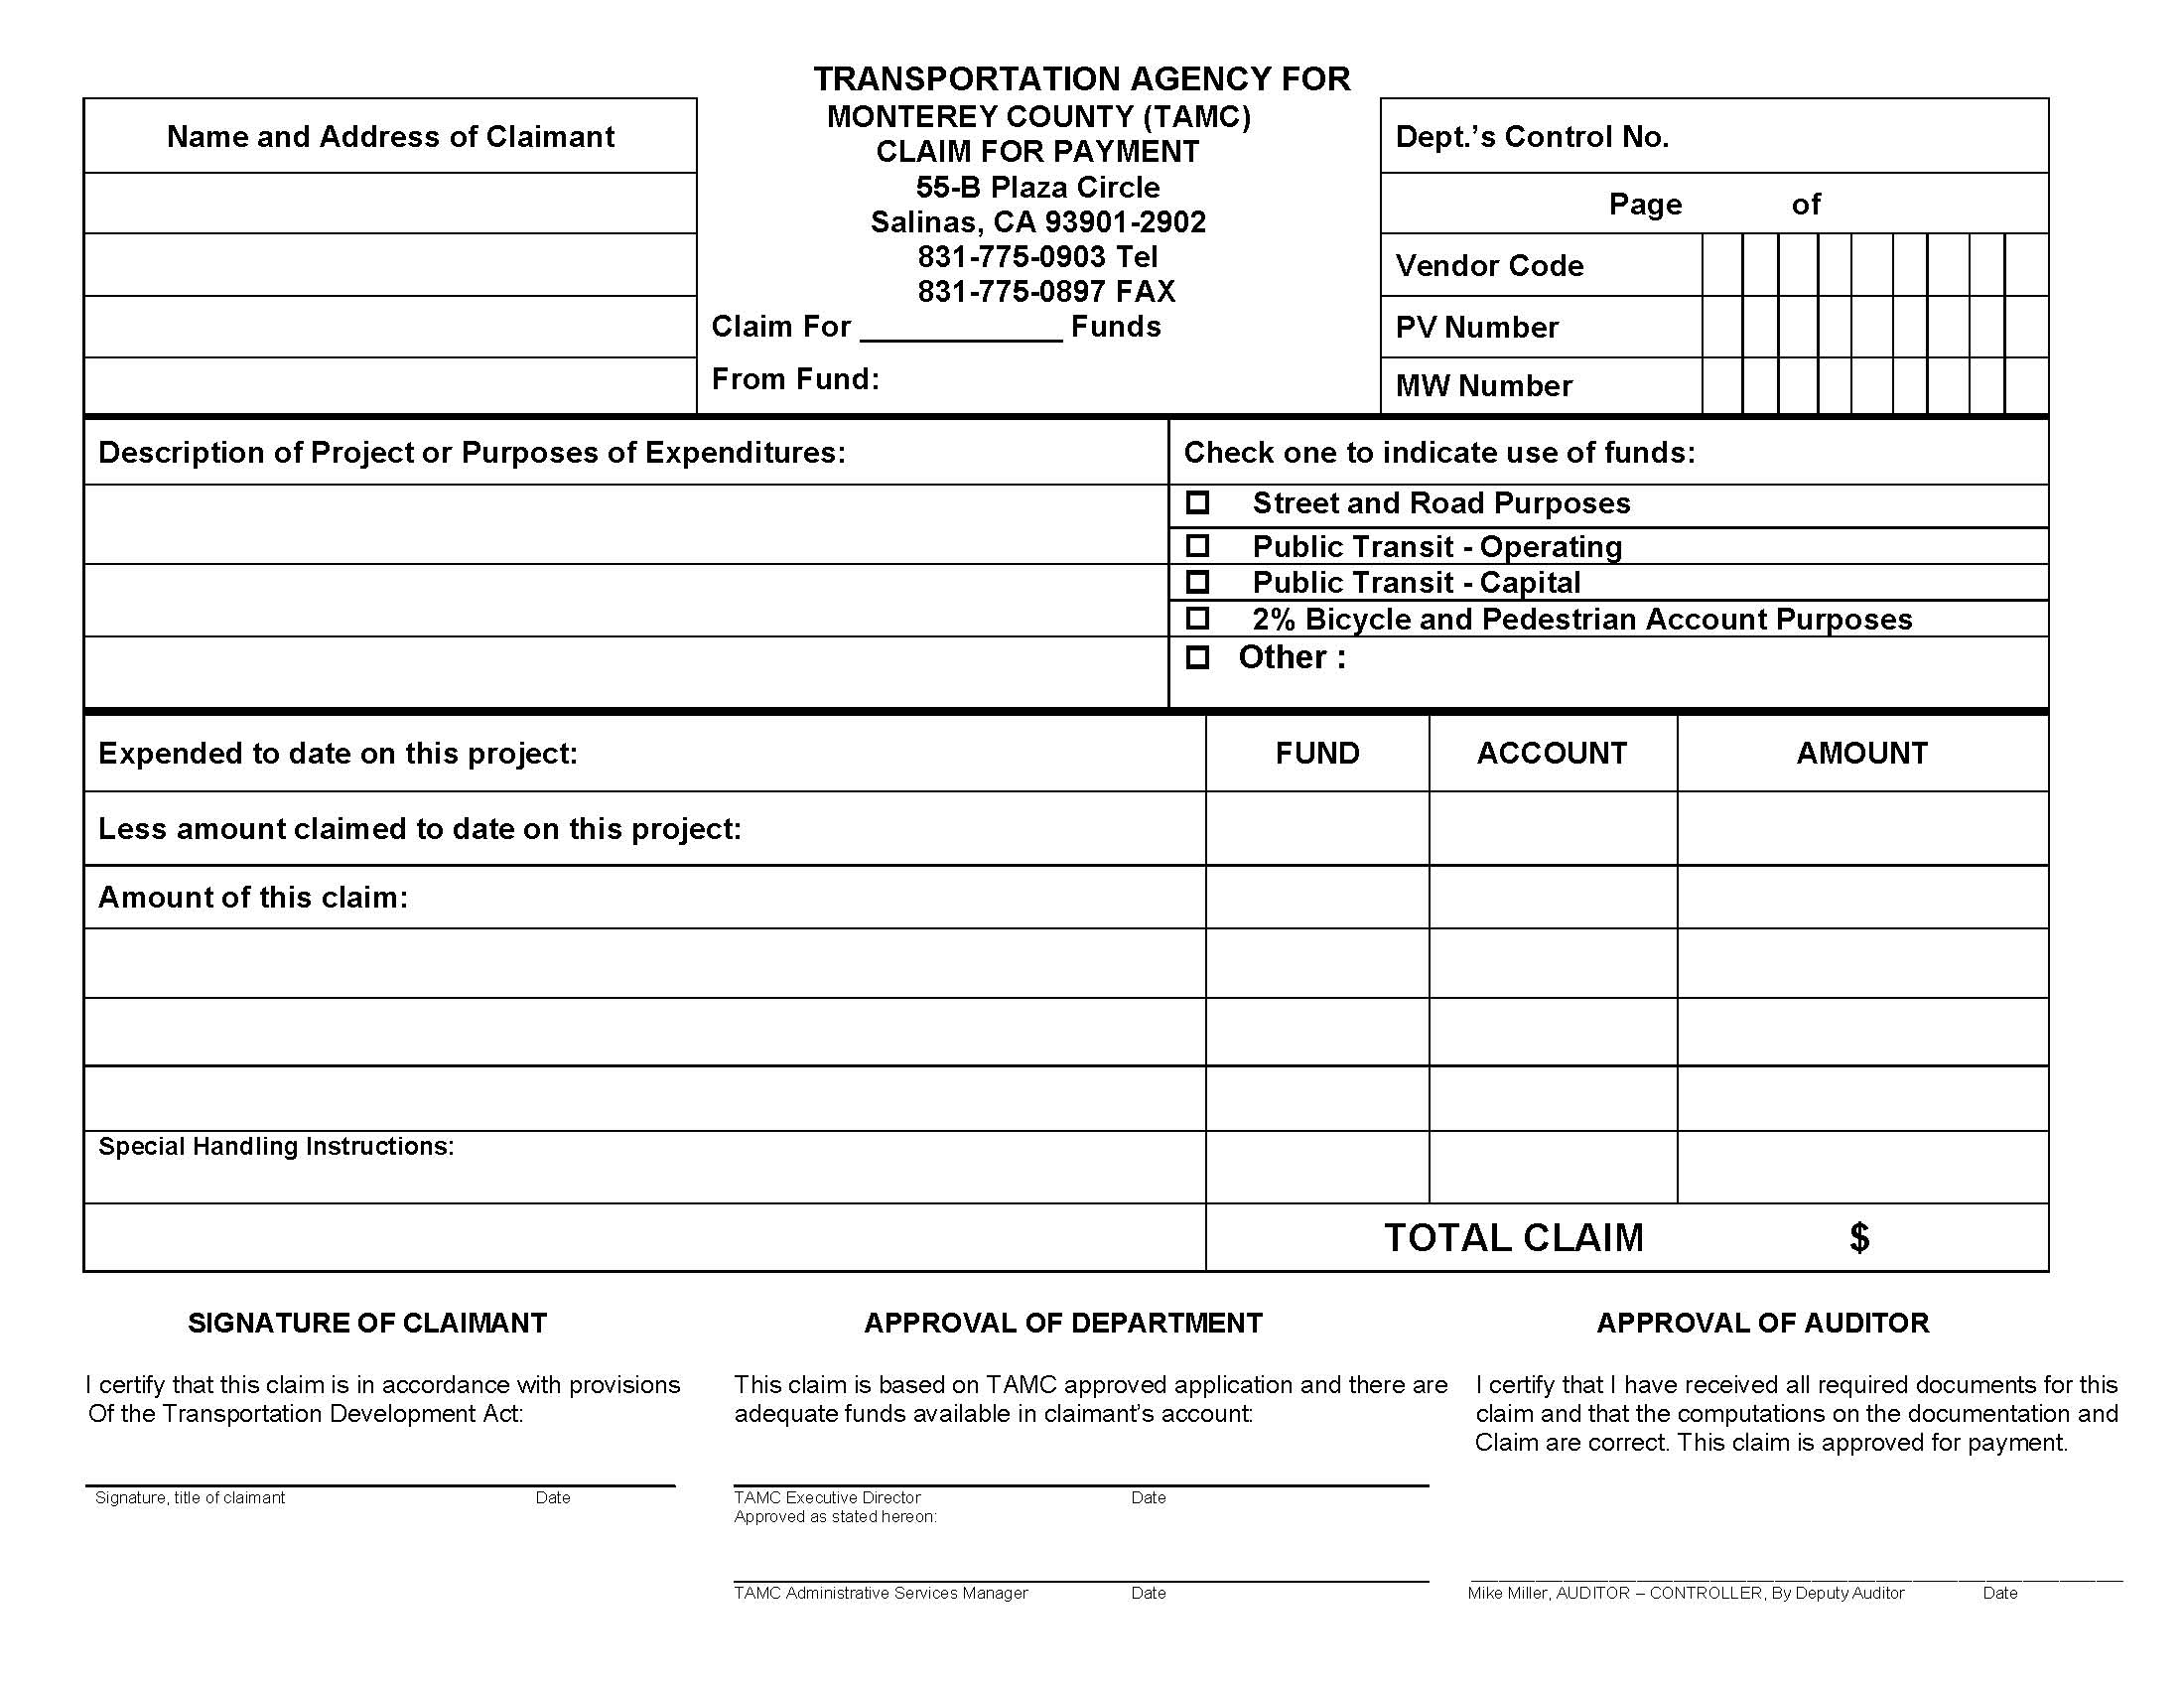 TRANSPORTATION AGENCY FOR
MONTEREY COUNTY (TAMC)
CLAIM FOR PAYMENT
55-B Plaza Circle
Salinas, CA 93901-2902
831-775-0903 Tel
831-775-0897 FAX
Claim For ____________ Funds
From Fund:
Name and Address of Claimant
Dept.’s Control No.
Page of
Vendor Code
PV Number
MW Number
Description of Project or Purposes of Expenditures:
Check one to indicate use of funds:
☐ Street and Road Purposes
☐ Public Transit - Operating
☐ Public Transit - Capital
☐ 2% Bicycle and Pedestrian Account Purposes
☐ Other :
Expended to date on this project:
FUND ACCOUNT AMOUNT
Less amount claimed to date on this project:
Amount of this claim:
Special Handling Instructions:
TOTAL CLAIM $
SIGNATURE OF CLAIMANT
I certify that this claim is in accordance with provisions
Of the Transportation Development Act:
Signature, title of claimant Date
APPROVAL OF DEPARTMENT
This claim is based on TAMC approved application and there are
adequate funds available in claimant’s account:
TAMC Executive Director Date
Approved as stated hereon:
TAMC Administrative Services Manager Date
APPROVAL OF AUDITOR
I certify that I have received all required documents for this
claim and that the computations on the documentation and
Claim are correct. This claim is approved for payment.
Mike Miller, AUDITOR – CONTROLLER, By Deputy Auditor Date